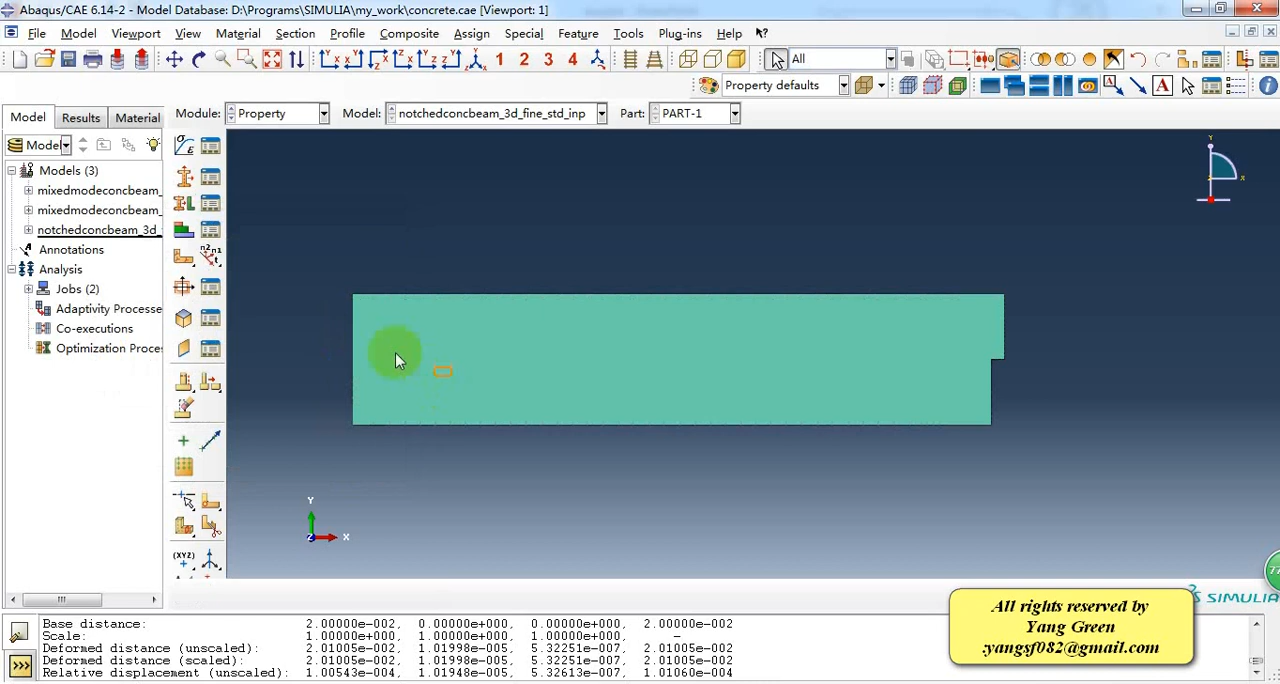 Abaqus/CAE 6.14-2 - Model Database: D:\Programs\SIMULIA\my_work\concrete.cae [Viewport: 1]
File Model Viewport View Material Section Profile Composite Assign Special Feature Tools Plug-ins Help
1 2 3 4 All
Property defaults
Model Results Material
Module: Property Model: notchedconcbeam_3d_fine_std_inp Part: PART-1
Model
Models (3)
mixedmodeconcbeam_
mixedmodeconcbeam_
notchedconcbeam_3d_
Annotations
Analysis
Jobs (2)
Adaptivity Processe
Co-executions
Optimization Proce
(XYZ)
Y
X
Z
Y
X
SIMULIA
Base distance: 2.00000e-002, 0.00000e+000, 0.00000e+000, 2.00000e-002
Scale: 1.00000e+000, 1.00000e+000, 1.00000e+000, -
Deformed distance (unscaled): 2.01005e-002, 1.01998e-005, 5.32251e-007, 2.01005e-002
Deformed distance (scaled): 2.01005e-002, 1.01998e-005, 5.32251e-007, 2.01005e-002
Relative displacement (unscaled): 1.00543e-004, 1.01948e-005, 5.32613e-007, 1.01060e-004
All rights reserved by
Yang Green
yangsf082@gmail.com